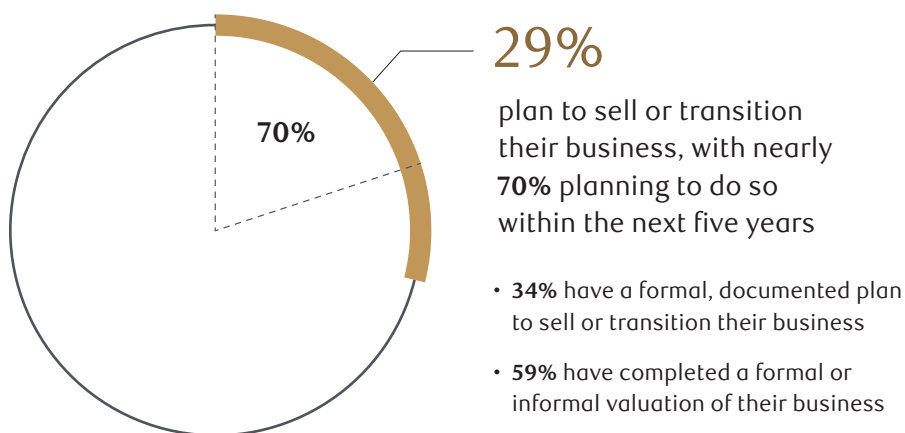 70%
29%
plan to sell or transition
their business, with nearly
70% planning to do so
within the next five years
• 34% have a formal, documented plan
to sell or transition their business
• 59% have completed a formal or
informal valuation of their business